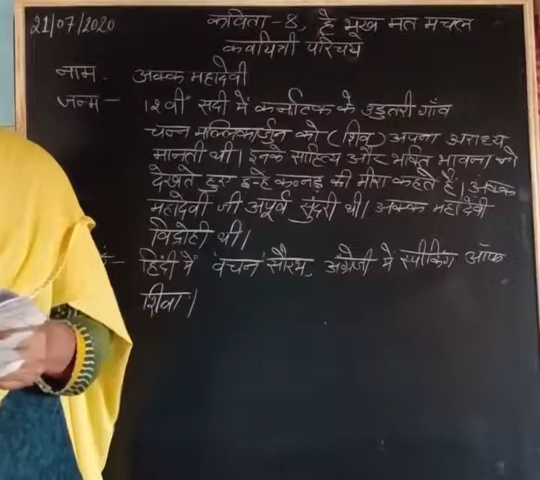 21/07/2020
कविता - 8, हे भूख मत मचल
कवयित्री परिचय
नाम - अक्क महादेवी
जन्म - 12वी सदी में कर्नाटक के उडुतरी गाँव
चन्न मल्लिकार्जुन को (शिव) अपना अराध्य
मानती थी। इनके साहित्य और भक्ति भावना को
देखते हुए इन्हे कन्नड़ की मीरा कहते हैं। अक्क
महादेवी जी अपूर्व सुंदरी थी। अक्क महादेवी
विद्रोही थी।
- हिंदी में वचन सौरभ अंग्रेजी मे स्पीकिंग ऑफ
शिवा।